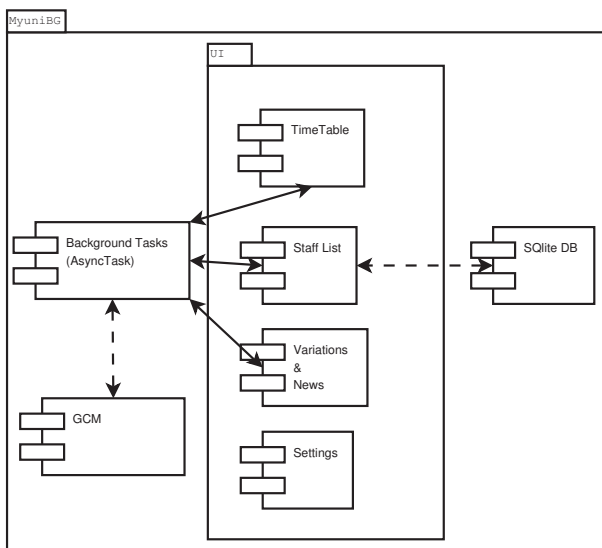 MyuniBG
UI
TimeTable
Background Tasks
(AsyncTask)
Staff List
SQlite DB
Variations
&
News
GCM
Settings